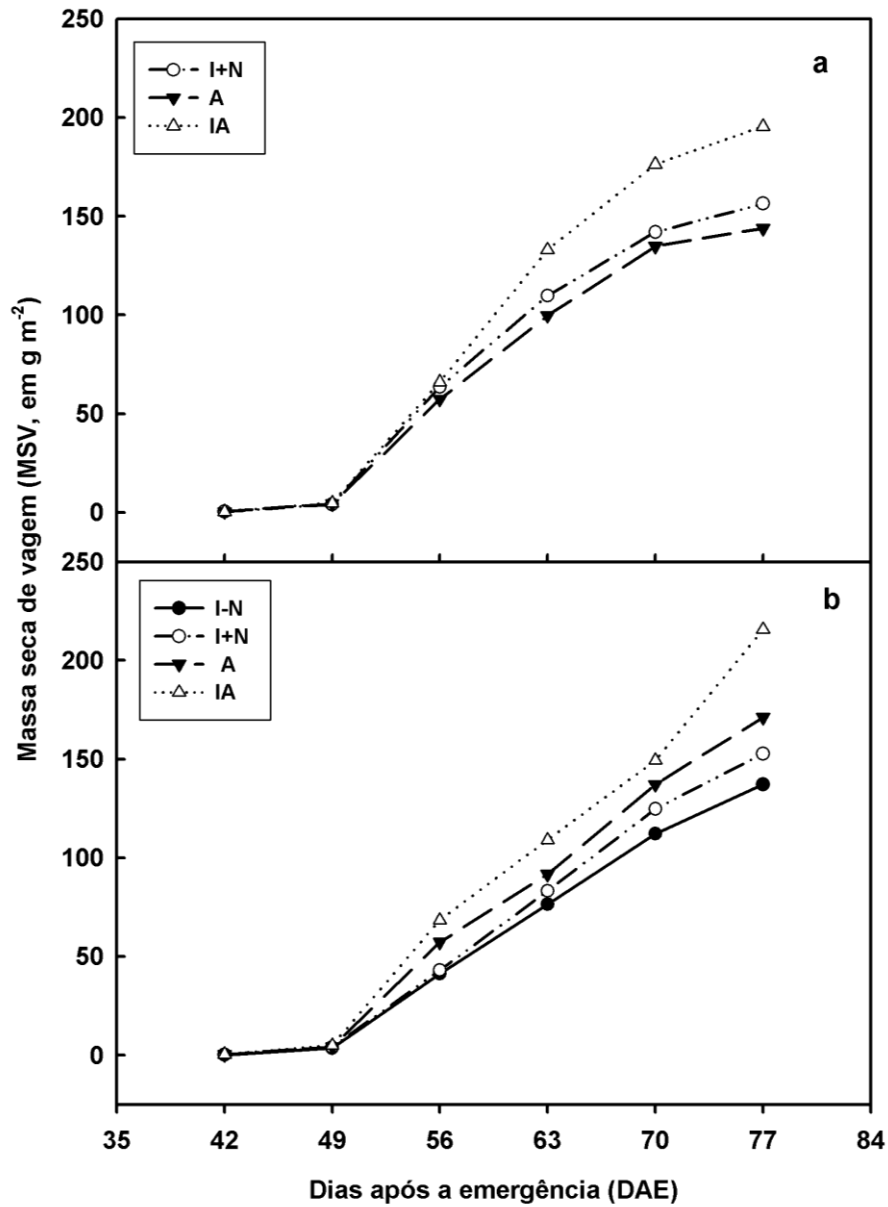 Massa seca de vagem (MSV, em g m⁻²)
250
200
150
100
50
0
a
I+N
A
IA
250
200
150
100
50
0
b
I-N
I+N
A
IA
35 42 49 56 63 70 77 84
Dias após a emergência (DAE)